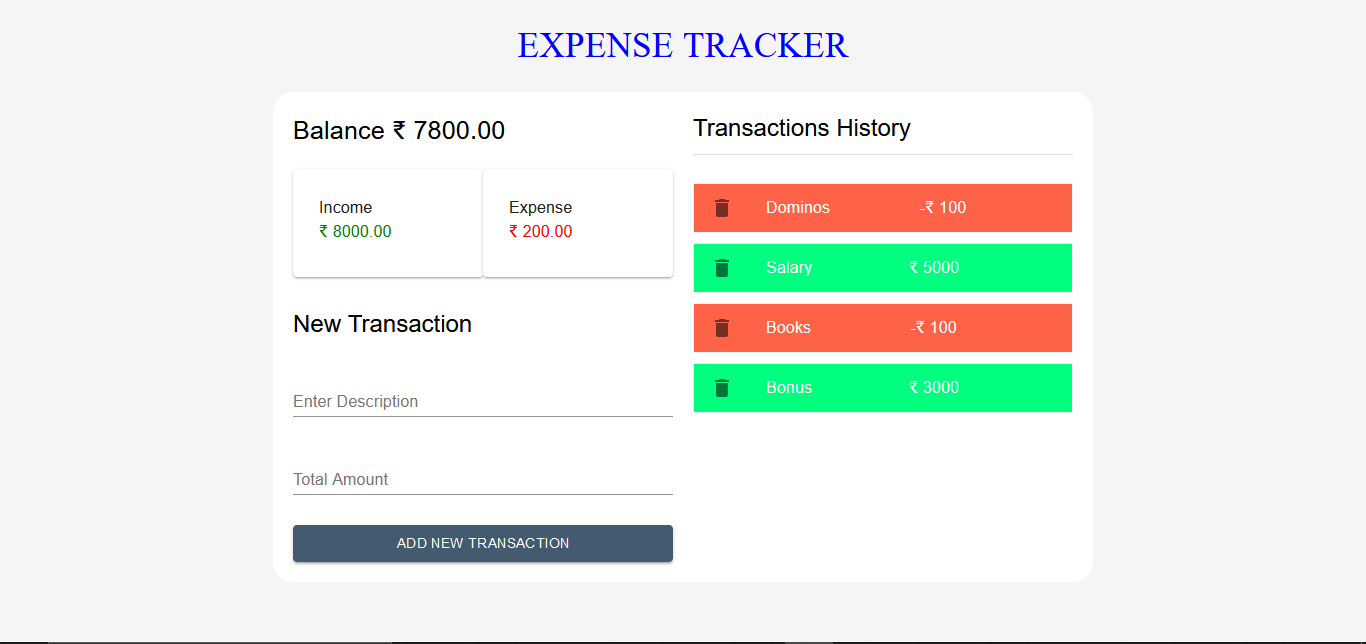 EXPENSE TRACKER
Balance ₹ 7800.00
Income
₹ 8000.00
Expense
₹ 200.00
New Transaction
Enter Description
Total Amount
ADD NEW TRANSACTION
Transactions History
Dominos -₹ 100
Salary ₹ 5000
Books -₹ 100
Bonus ₹ 3000